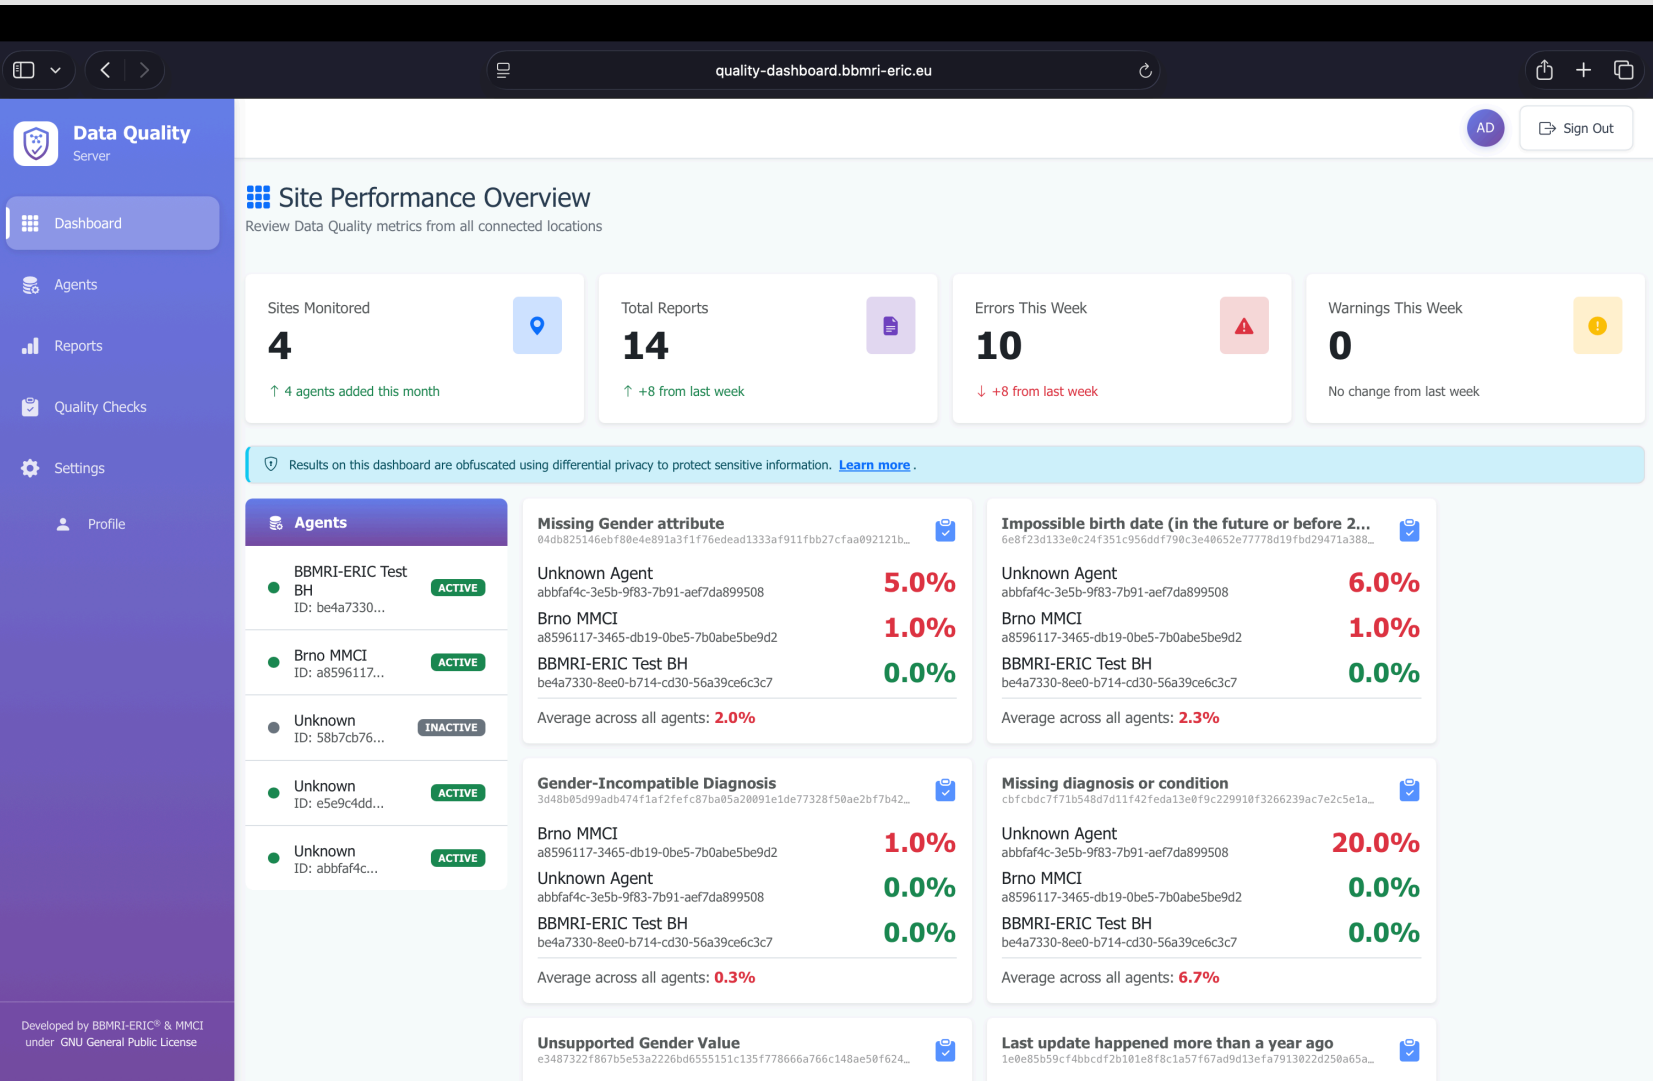 quality-dashboard.bbmri-eric.eu
Data Quality
Server
AD
Sign Out
Dashboard
Agents
Reports
Quality Checks
Settings
Profile
Developed by BBMRI-ERIC® & MMCI
under GNU General Public License
Site Performance Overview
Review Data Quality metrics from all connected locations
Sites Monitored
4
↑ 4 agents added this month
Total Reports
14
↑ +8 from last week
Errors This Week
10
↓ +8 from last week
Warnings This Week
0
No change from last week
Results on this dashboard are obfuscated using differential privacy to protect sensitive information. Learn more .
Agents
BBMRI-ERIC Test
BH
ID: be4a7330...
ACTIVE
Brno MMCI
ID: a8596117...
ACTIVE
Unknown
ID: 58b7cb76...
INACTIVE
Unknown
ID: e5e9c4dd...
ACTIVE
Unknown
ID: abbfaf4c...
ACTIVE
Missing Gender attribute
04db825146ebf80e4e891a3f1f76edead1333af911fbb27cfaa092121b…
Unknown Agent
abbfaf4c-3e5b-9f83-7b91-aef7da899508
5.0%
Brno MMCI
a8596117-3465-db19-0be5-7b0abe5be9d2
1.0%
BBMRI-ERIC Test BH
be4a7330-8ee0-b714-cd30-56a39ce6c3c7
0.0%
Average across all agents: 2.0%
Impossible birth date (in the future or before 2...
6e8f23d133e0c24f351c956ddf790c3e40652e77778d19fbd29471a388…
Unknown Agent
abbfaf4c-3e5b-9f83-7b91-aef7da899508
6.0%
Brno MMCI
a8596117-3465-db19-0be5-7b0abe5be9d2
1.0%
BBMRI-ERIC Test BH
be4a7330-8ee0-b714-cd30-56a39ce6c3c7
0.0%
Average across all agents: 2.3%
Gender-Incompatible Diagnosis
3d48b05d99adb474f1af2fefc87ba05a20091e1de77328f50ae2bf7b42…
Brno MMCI
a8596117-3465-db19-0be5-7b0abe5be9d2
1.0%
Unknown Agent
abbfaf4c-3e5b-9f83-7b91-aef7da899508
0.0%
BBMRI-ERIC Test BH
be4a7330-8ee0-b714-cd30-56a39ce6c3c7
0.0%
Average across all agents: 0.3%
Missing diagnosis or condition
cbfcbdc7f71b548d7d11f42feda13e0f9c229910f3266239ac7e2c5e1a…
Unknown Agent
abbfaf4c-3e5b-9f83-7b91-aef7da899508
20.0%
Brno MMCI
a8596117-3465-db19-0be5-7b0abe5be9d2
0.0%
BBMRI-ERIC Test BH
be4a7330-8ee0-b714-cd30-56a39ce6c3c7
0.0%
Average across all agents: 6.7%
Unsupported Gender Value
e3487322f867b5e53a2226bd6555151c135f778666a766c148ae50f624…
Last update happened more than a year ago
1e0e85b59cf4bbcdf2b101e8f8c1a57f67ad9d13efa7913022d250a65a…